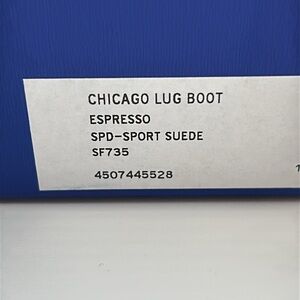 CHICAGO LUG BOOT
ESPRESSO
SPD-SPORT SUEDE
SF735
4507445528